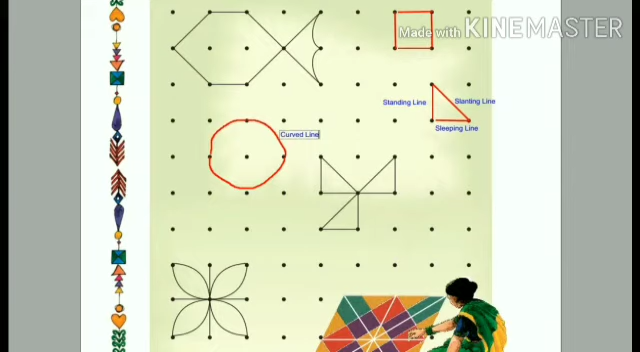 Made with KINEMASTER
Standing Line
Slanting Line
Sleeping Line
Curved Line